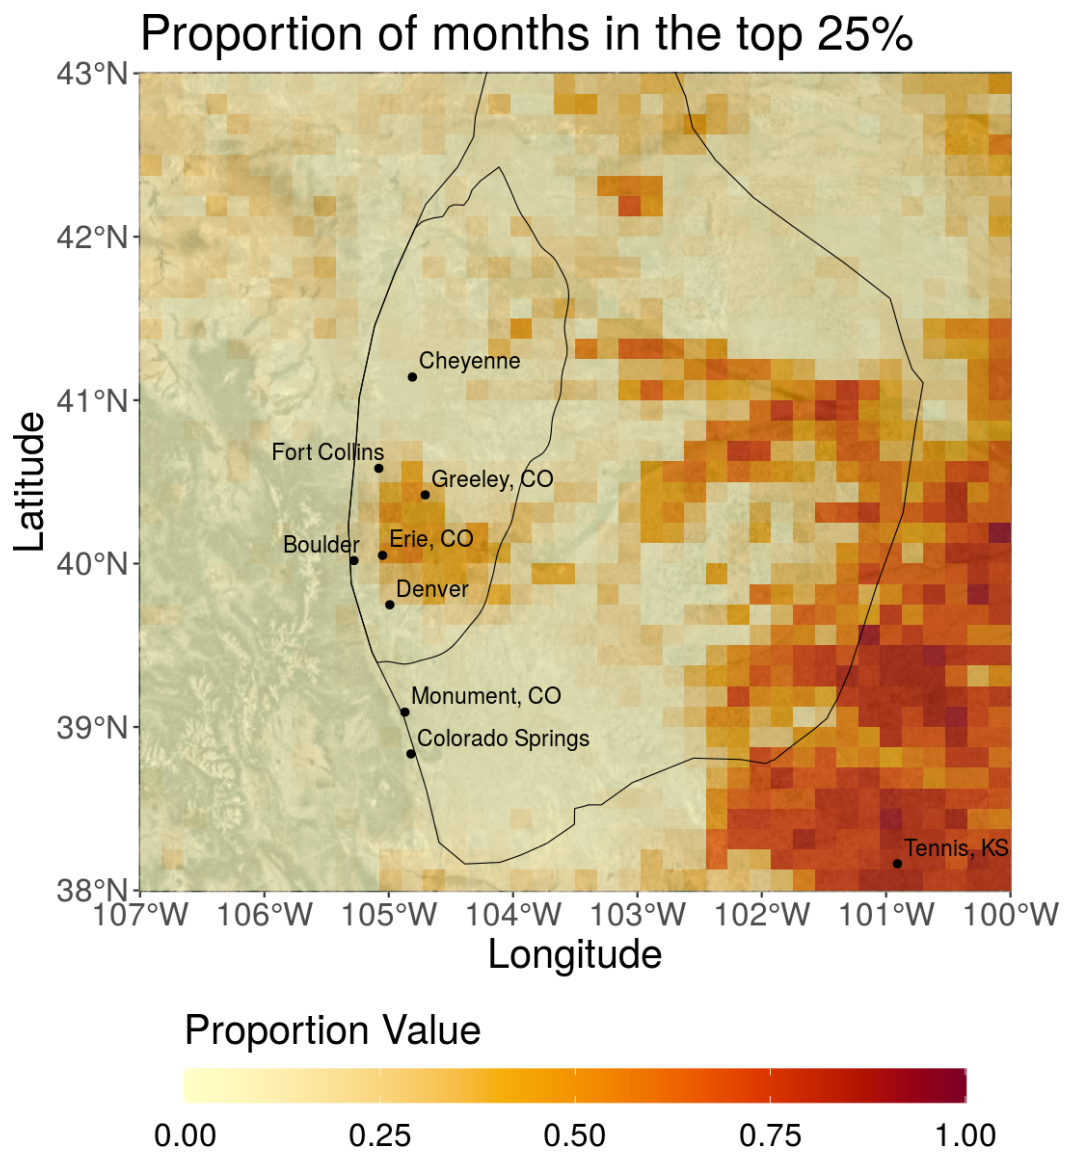 Proportion of months in the top 25%
43°N
42°N
41°N
40°N
39°N
38°N
Latitude
Cheyenne
Fort Collins
Greeley, CO
Boulder
Erie, CO
Denver
Monument, CO
Colorado Springs
Tennis, KS
107°W 106°W 105°W 104°W 103°W 102°W 101°W 100°W
Longitude
Proportion Value
0.00 0.25 0.50 0.75 1.00